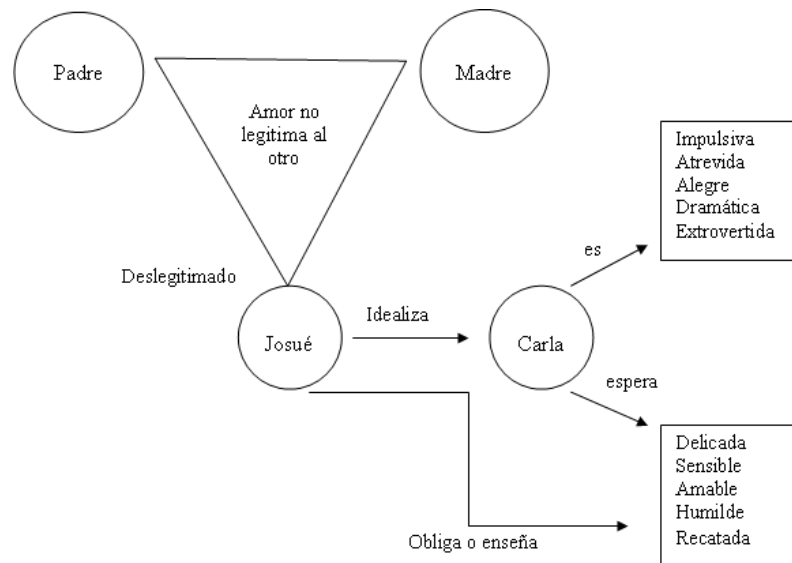 Padre
Madre
Amor no
legitima al
otro
Impulsiva
Atrevida
Alegre
Dramática
Extrovertida
es
Deslegitimado
Idealiza
Josué
Carla
espera
Delicada
Sensible
Amable
Humilde
Recatada
Obliga o enseña